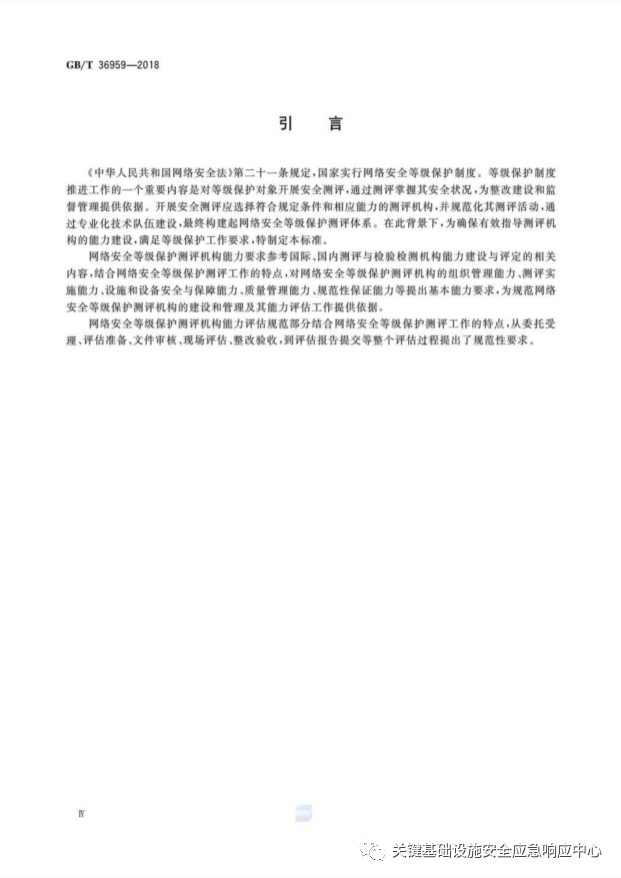 GB/T 36959—2018
引 言
《中华人民共和国网络安全法》第二十一条规定,国家实行网络安全等级保护制度。等级保护制度
推进工作的一个重要内容是对等级保护对象开展安全测评,通过测评掌握其安全状况,为整改建设和监
督管理提供依据。开展安全测评应选择符合规定条件和相应能力的测评机构,并规范化其测评活动,通
过专业化技术队伍建设,最终构建起网络安全等级保护测评体系。在此背景下,为确保有效指导测评机
构的能力建设,满足等级保护工作要求,特制定本标准。
网络安全等级保护测评机构能力要求参考国际、国内测评与检验检测机构能力建设与评定的相关
内容,结合网络安全等级保护测评工作的特点,对网络安全等级保护测评机构的组织管理能力、测评实
施能力、设施和设备安全与保障能力、质量管理能力、规范性保证能力等提出基本能力要求,为规范网络
安全等级保护测评机构的建设和管理及其能力评估工作提供依据。
网络安全等级保护测评机构能力评估规范部分结合网络安全等级保护测评工作的特点,从委托受
理、评估准备、文件审核、现场评估、整改验收,到评估报告提交等整个评估过程提出了规范性要求。
Ⅳ
关键基础设施安全应急响应中心